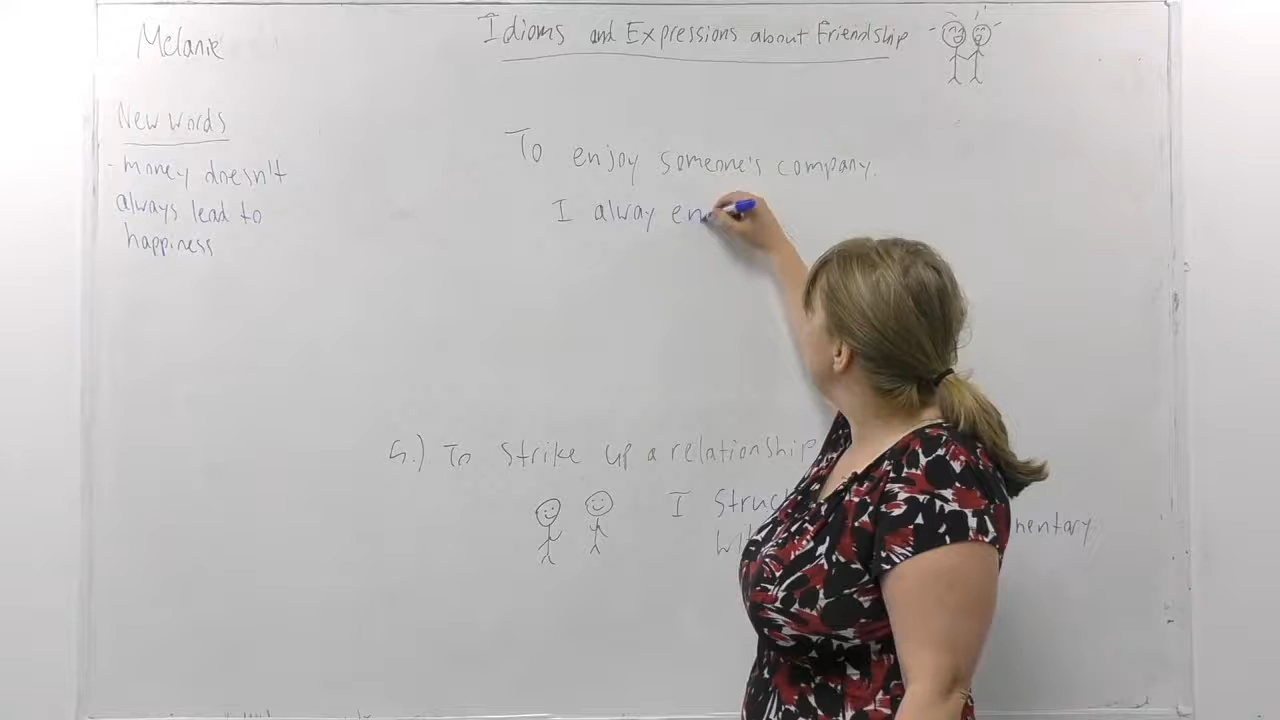 Melanie
Idioms and Expressions about Friendship
New words
- money doesn't
always lead to
happiness
To enjoy someone's company.
I alway en
5.) To strike up a relationship
I struc
mentary